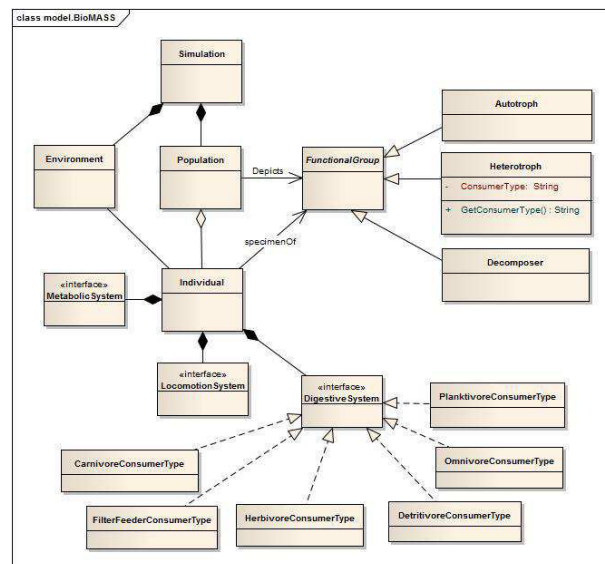 class model.BioMASS
Simulation
Environment
Population
Depicts
FunctionalGroup
Autotroph
Heterotroph
- ConsumerType: String
+ GetConsumerType() : String
Decomposer
specimenOf
Individual
«interface»
MetabolicSystem
«interface»
LocomotionSystem
«interface»
DigestiveSystem
PlanktivoreConsumerType
CarnivoreConsumerType
OmnivoreConsumerType
FilterFeederConsumerType
HerbivoreConsumerType
DetritivoreConsumerType